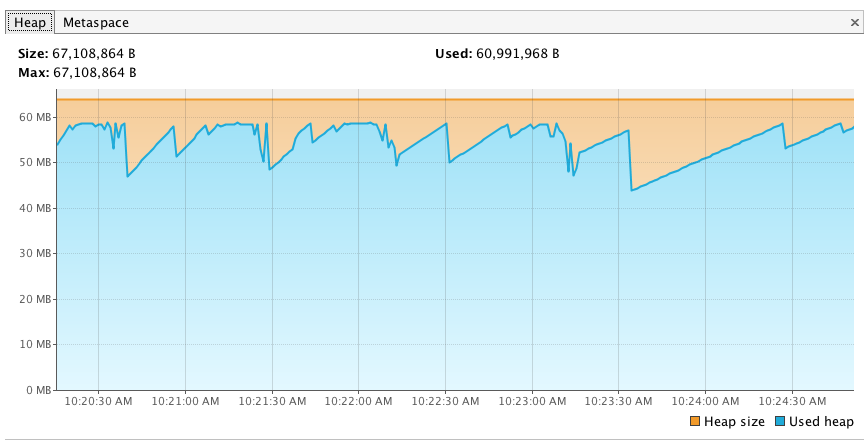 Heap Metaspace ×
Size: 67,108,864 B Used: 60,991,968 B
Max: 67,108,864 B
60 MB
50 MB
40 MB
30 MB
20 MB
10 MB
0 MB
10:20:30 AM 10:21:00 AM 10:21:30 AM 10:22:00 AM 10:22:30 AM 10:23:00 AM 10:23:30 AM 10:24:00 AM 10:24:30 AM
Heap size Used heap